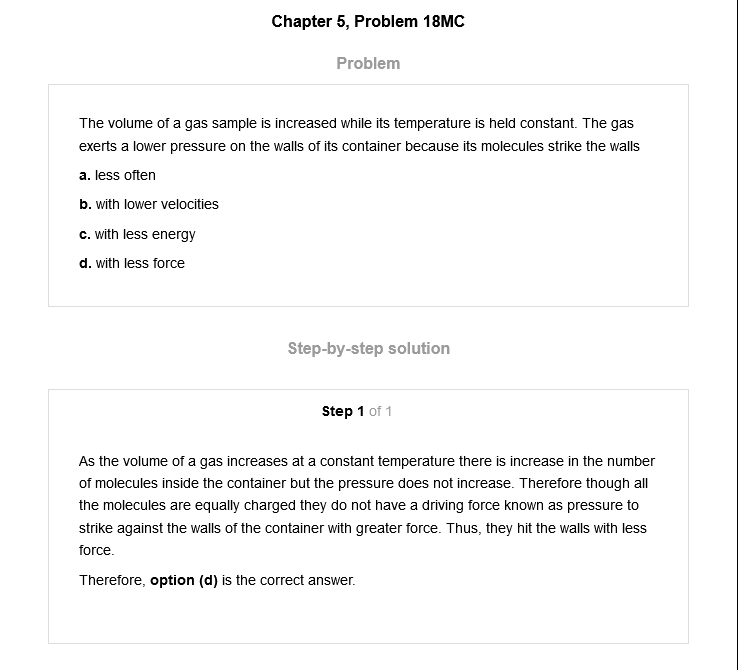 Chapter 5, Problem 18MC
Problem
The volume of a gas sample is increased while its temperature is held constant. The gas
exerts a lower pressure on the walls of its container because its molecules strike the walls
a. less often
b. with lower velocities
c. with less energy
d. with less force
Step-by-step solution
Step 1 of 1
As the volume of a gas increases at a constant temperature there is increase in the number
of molecules inside the container but the pressure does not increase. Therefore though all
the molecules are equally charged they do not have a driving force known as pressure to
strike against the walls of the container with greater force. Thus, they hit the walls with less
force.
Therefore, option (d) is the correct answer.